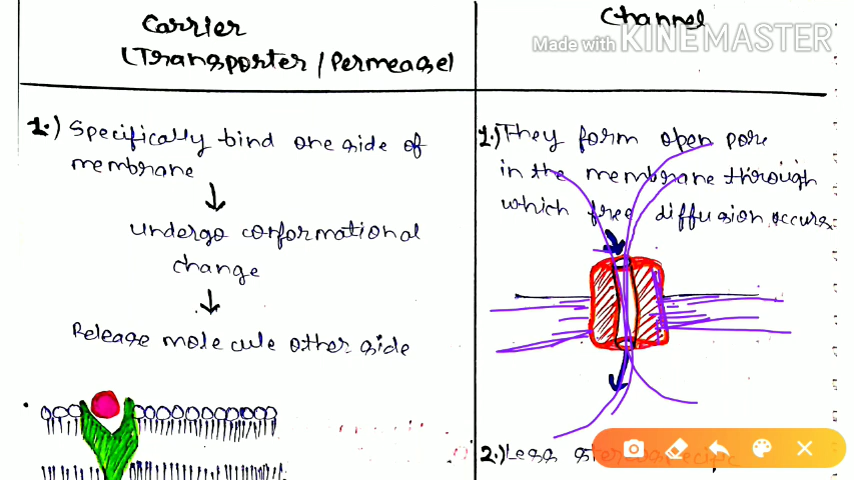 Carrier
(Transporter / Permease)
1.) Specifically bind one side of
membrane
undergo conformational
change
Release molecule other side
Channel
Made with KINEMASTER
1.) They form open pore
in the membrane through
which free diffusion occurs
2.) Less